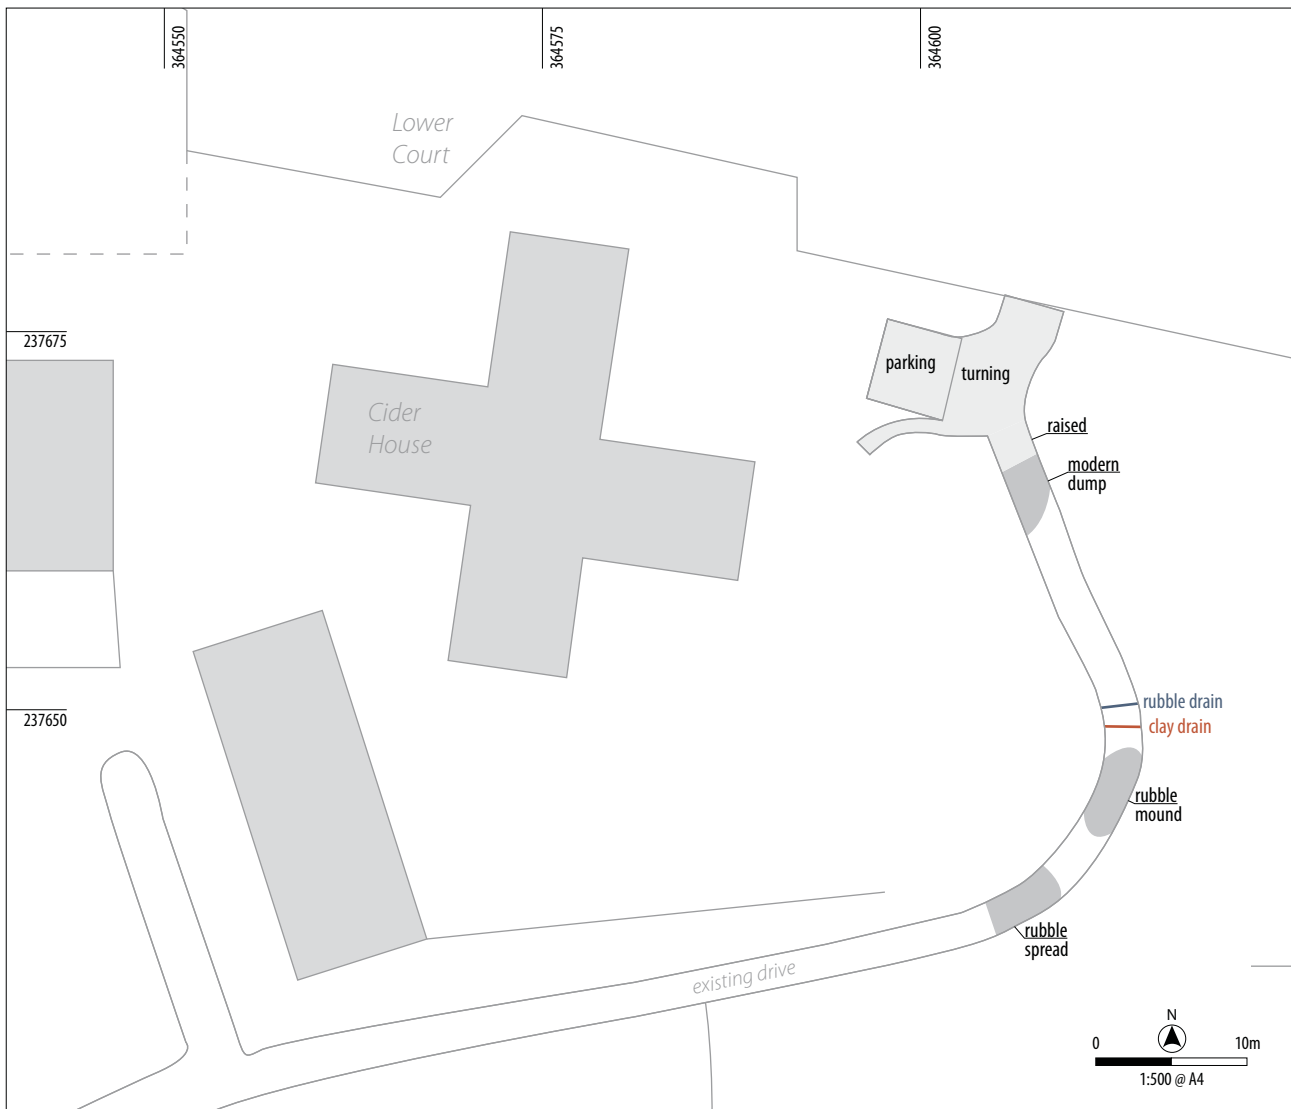 364550
364575
364600
Lower
Court
237675
parking
turning
Cider
House
raised
modern
dump
rubble drain
237650
clay drain
rubble
mound
rubble
spread
existing drive
N
0
10m
1:500 @ A4